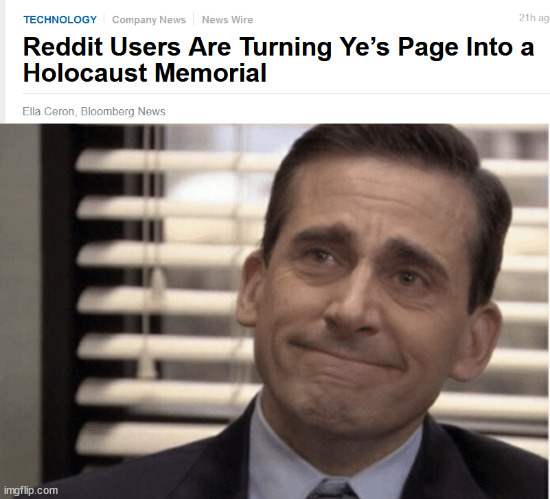 TECHNOLOGY Company News News Wire 21h ag
Reddit Users Are Turning Ye's Page Into a
Holocaust Memorial
Ella Ceron, Bloomberg News
imgflip.com